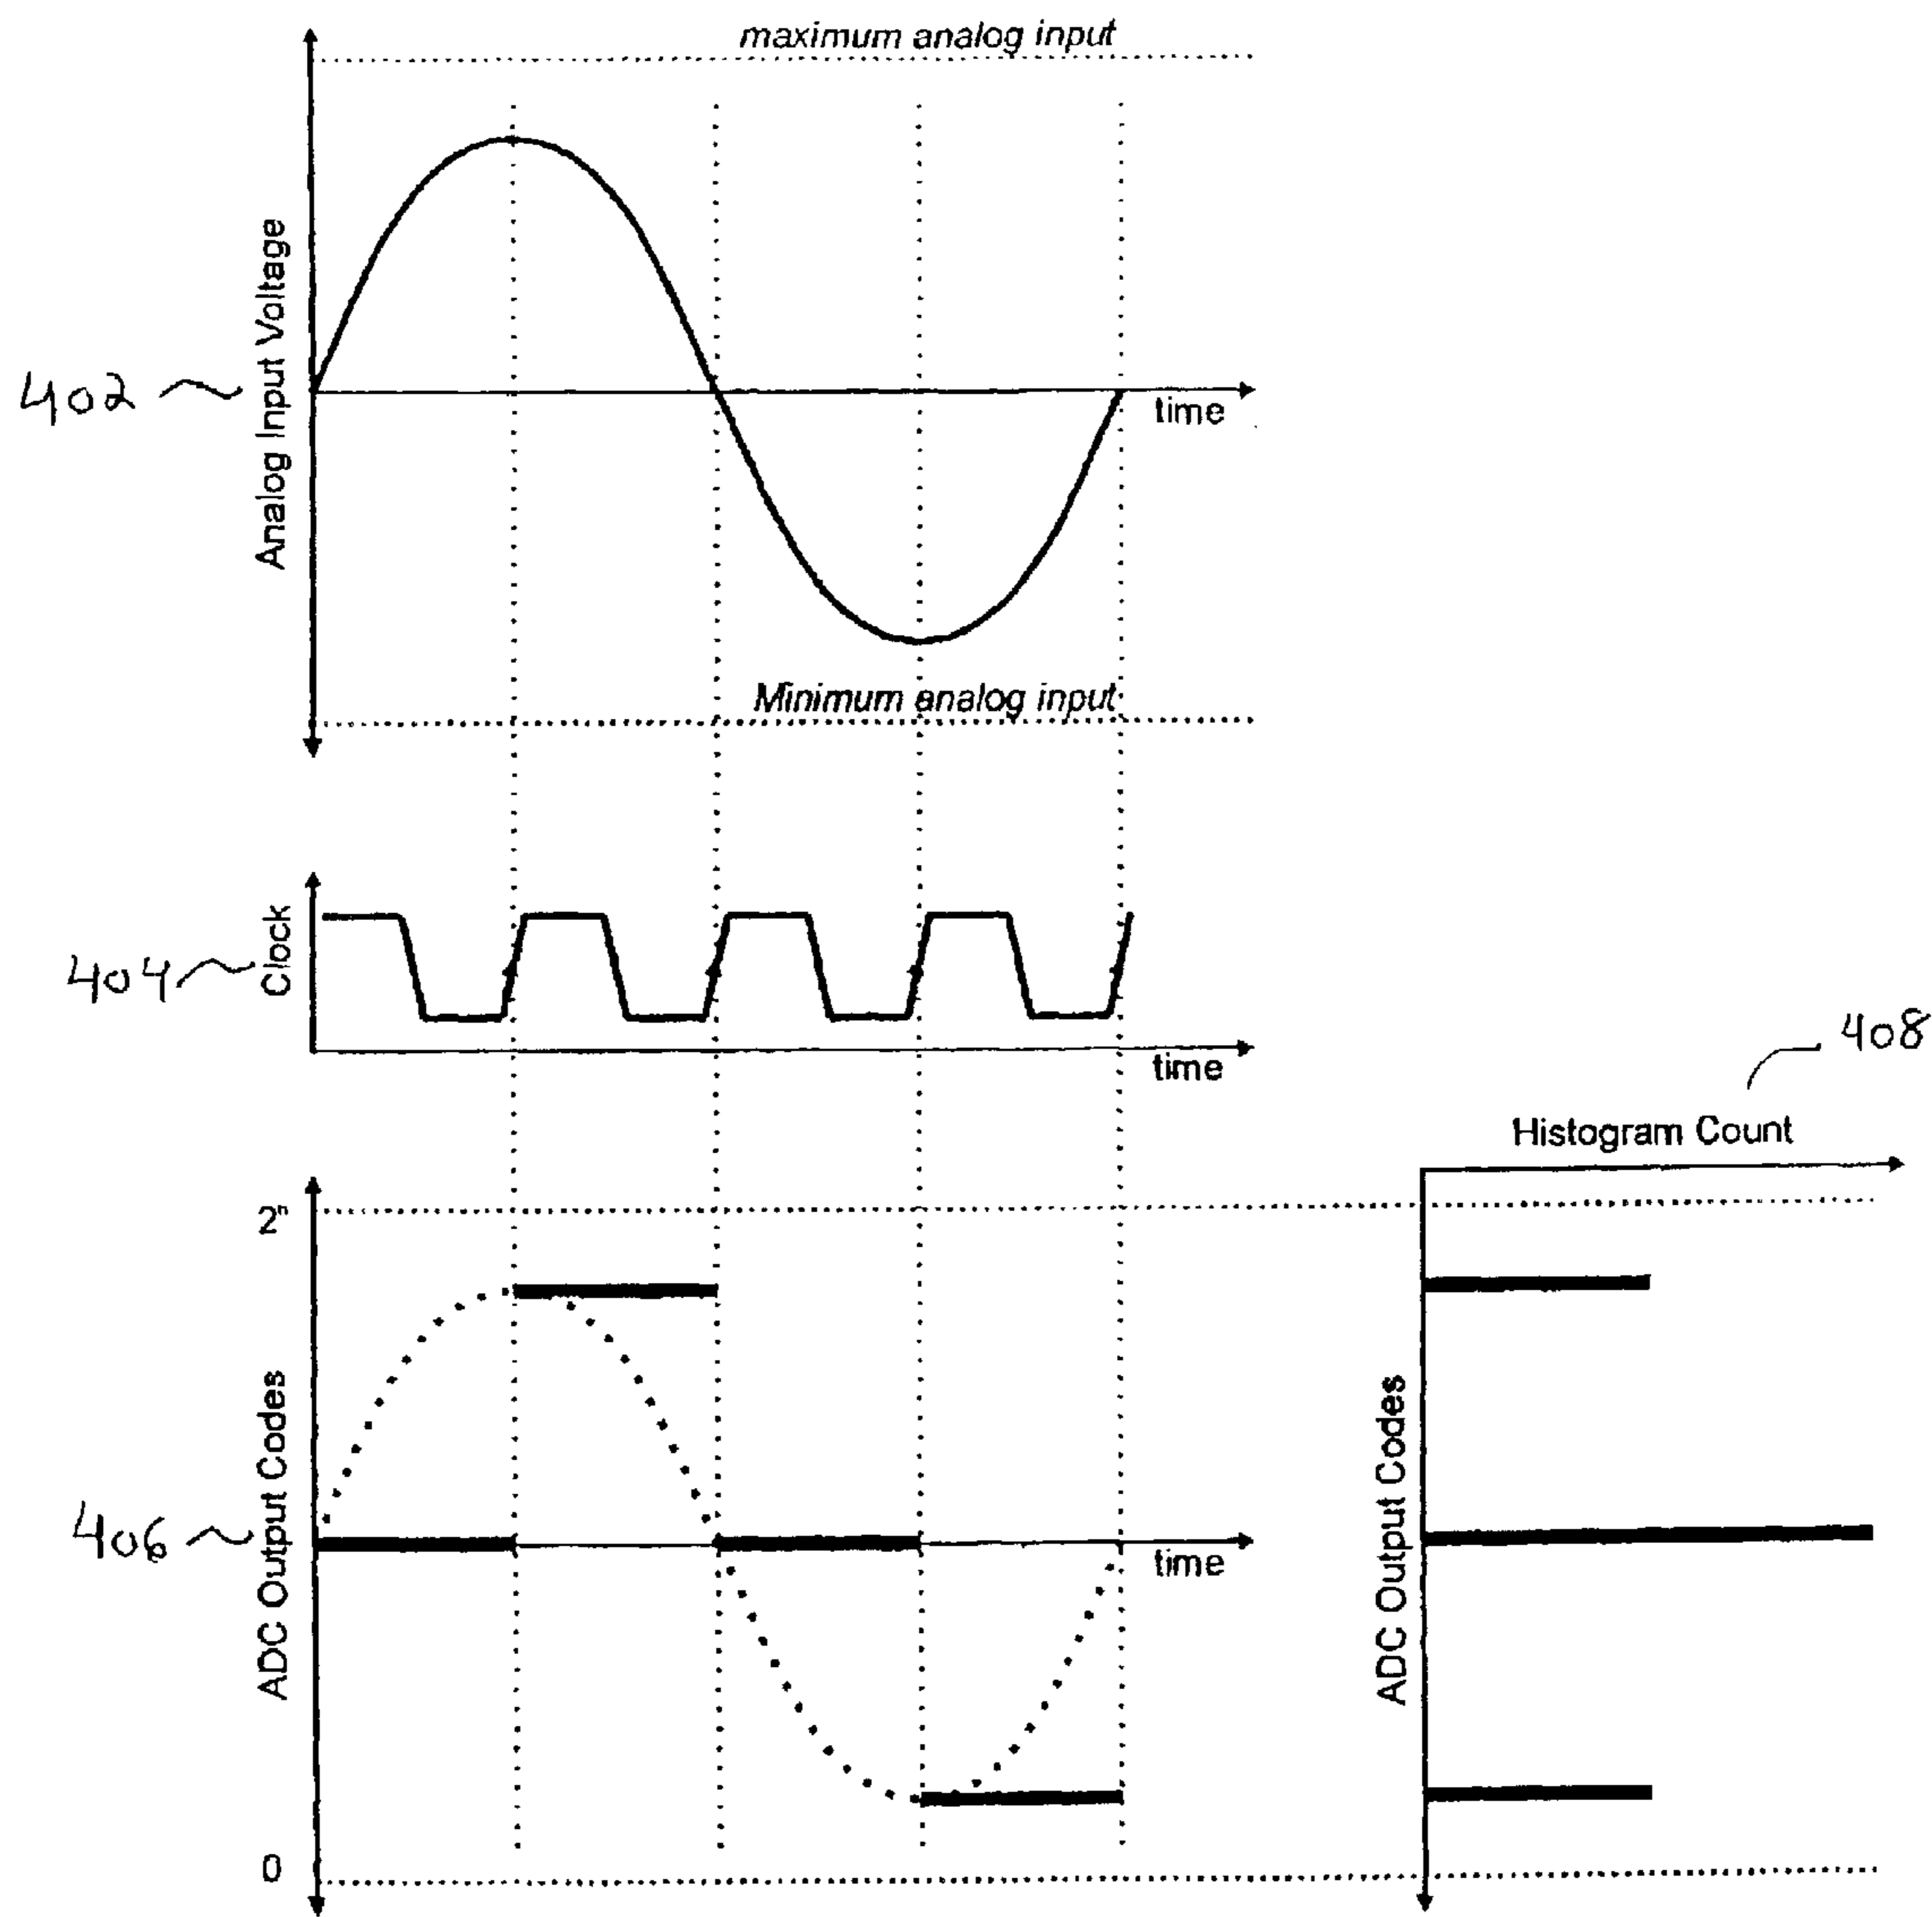 maximum analog input
Analog Input Voltage
402
time
Minimum analog input
Clock
404
time
408
Histogram Count
ADC Output Codes
406
time
0
ADC Output Codes